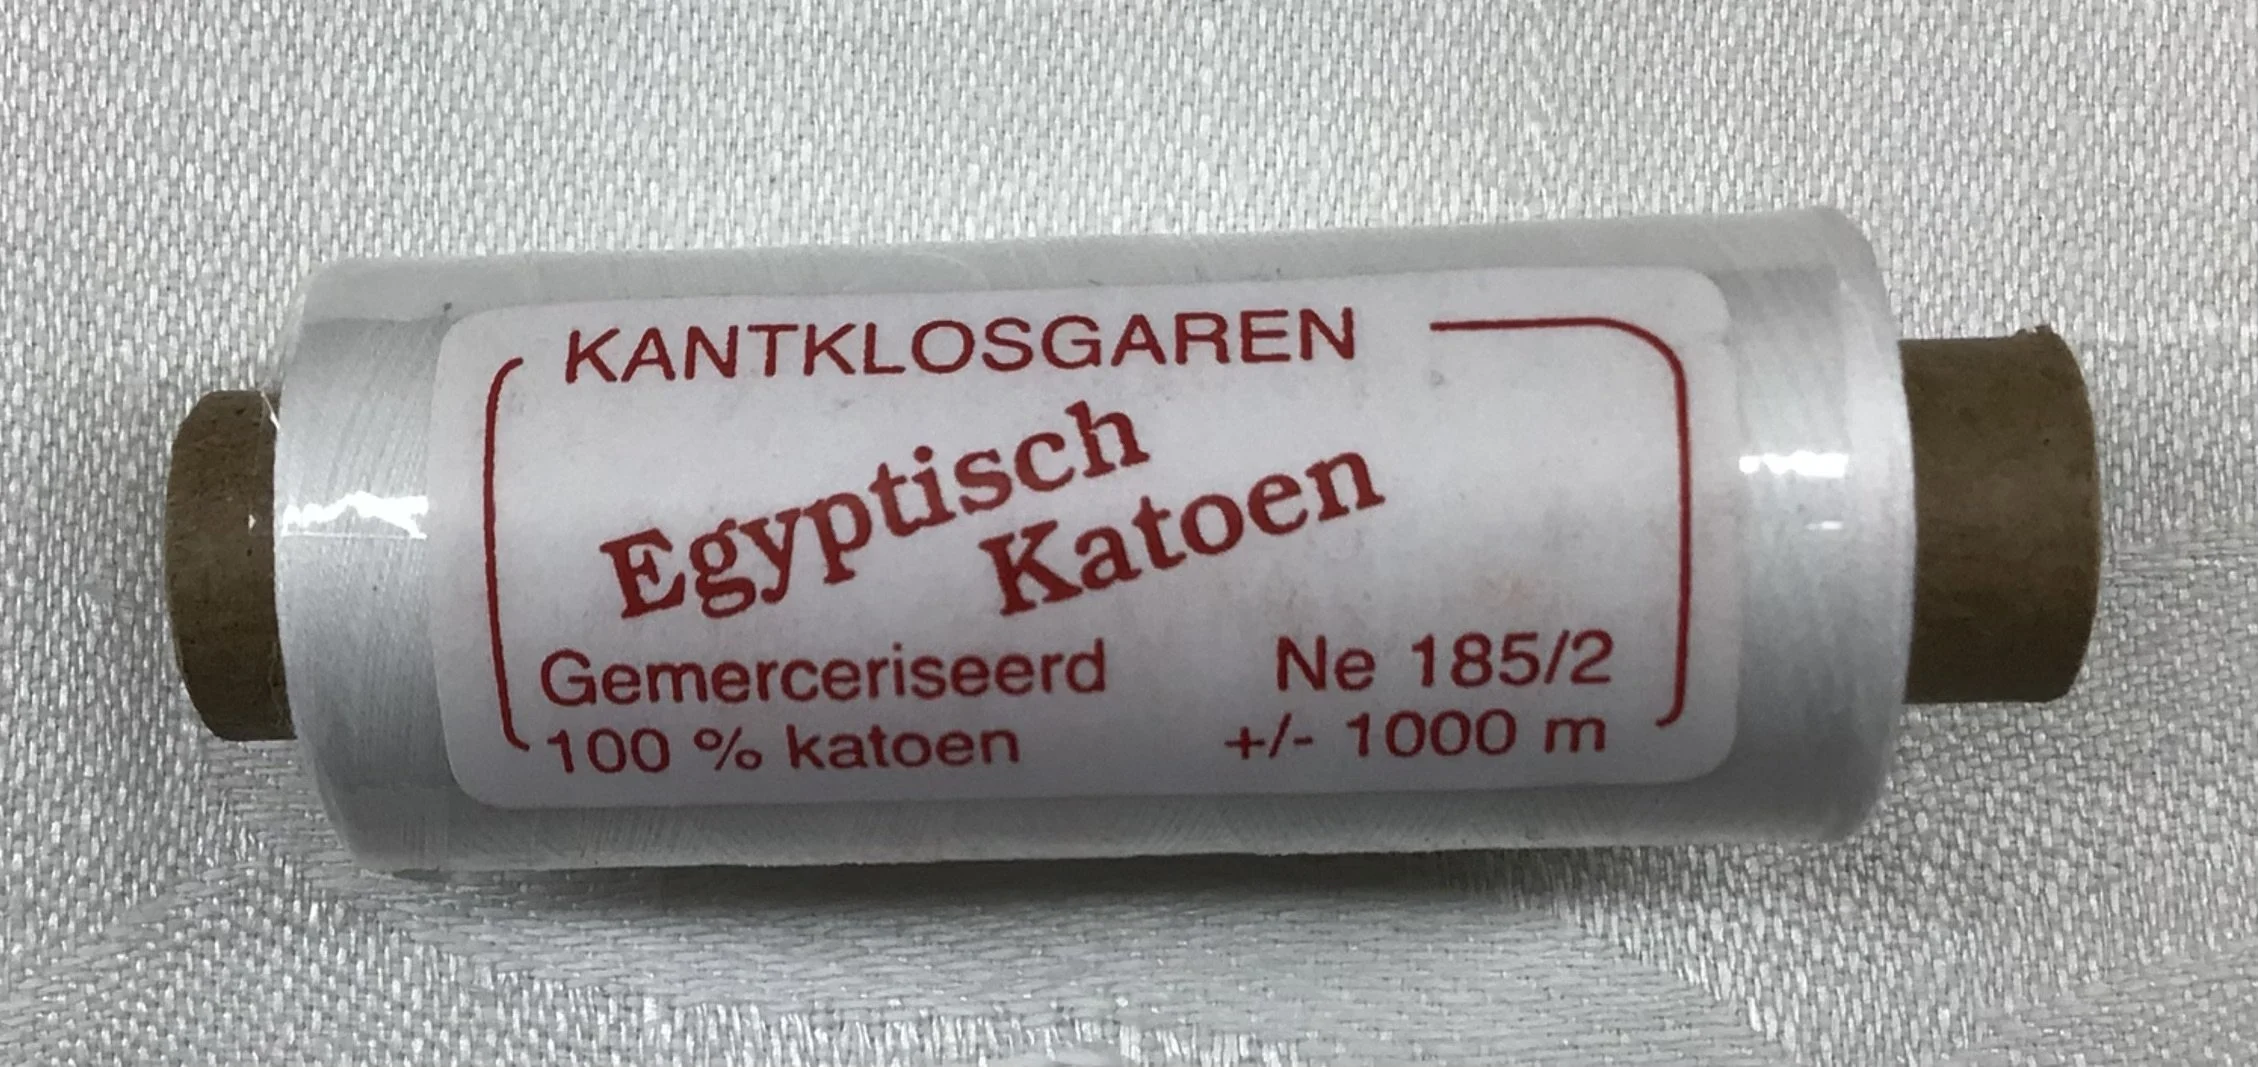 KANTKLOSGAREN
Egyptisch
Katoen
Gemerceriseerd Ne 185/2
100 % katoen +/- 1000 m